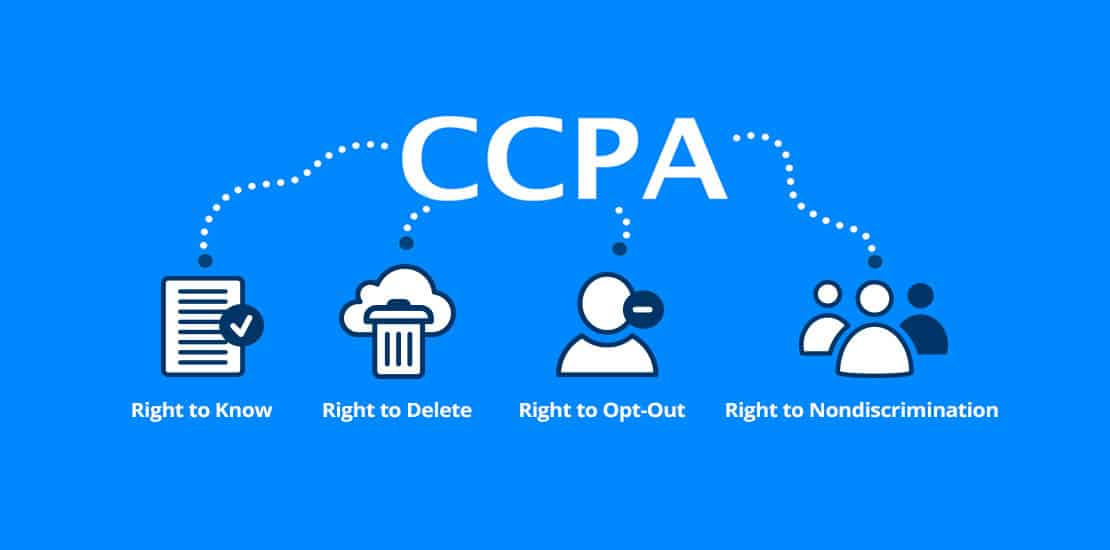 CCPA
Right to Know
Right to Delete
Right to Opt-Out
Right to Nondiscrimination